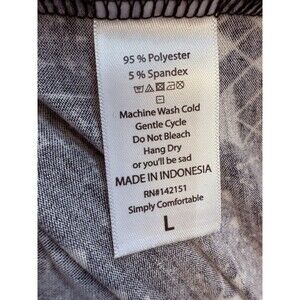 95 % Polyester
5 % Spandex
Machine Wash Cold
Gentle Cycle
Do Not Bleach
Hang Dry
or you'll be sad
MADE IN INDONESIA
RN#142151
Simply Comfortable
L